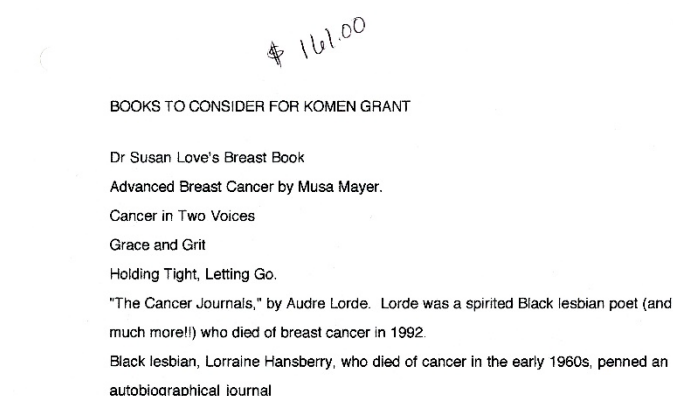 $ 161.00
BOOKS TO CONSIDER FOR KOMEN GRANT
Dr Susan Love's Breast Book
Advanced Breast Cancer by Musa Mayer.
Cancer in Two Voices
Grace and Grit
Holding Tight, Letting Go.
"The Cancer Journals," by Audre Lorde. Lorde was a spirited Black lesbian poet (and
much more!!) who died of breast cancer in 1992.
Black lesbian, Lorraine Hansberry, who died of cancer in the early 1960s, penned an
autobiographical journal